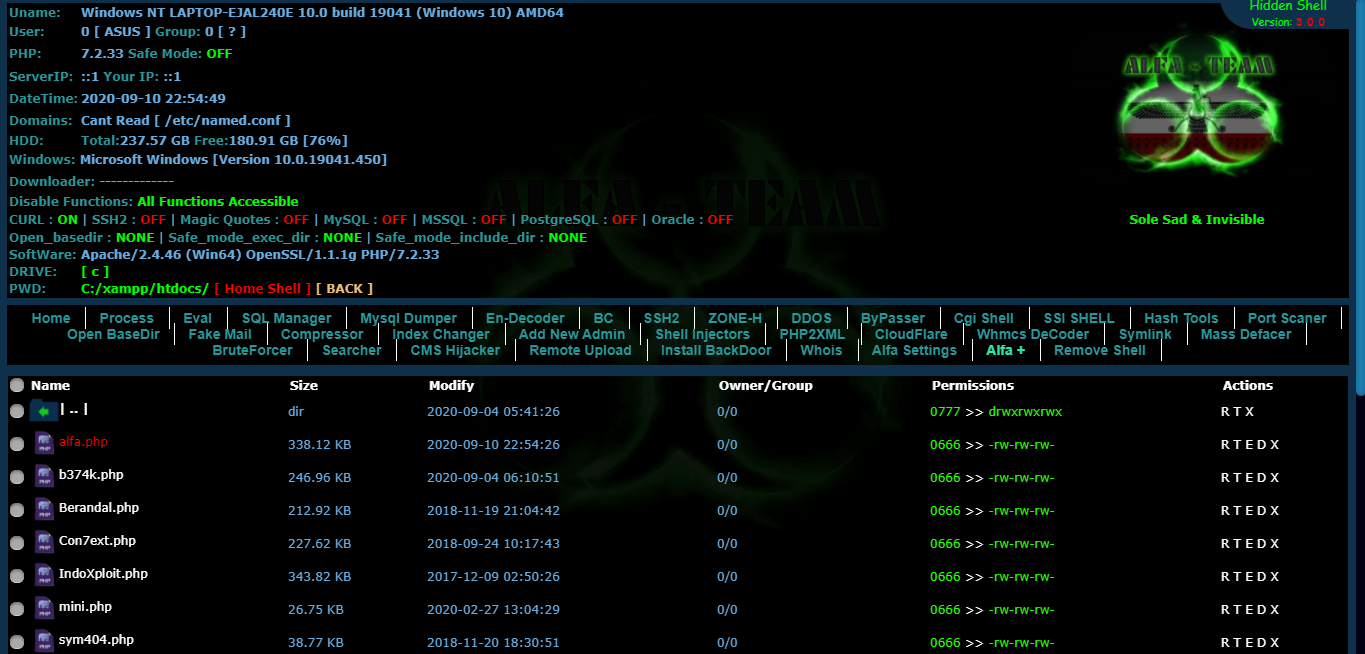 Hidden Shell
Version: 3.0.0
Uname: Windows NT LAPTOP-EJAL240E 10.0 build 19041 (Windows 10) AMD64
User: 0 [ ASUS ] Group: 0 [ ? ]
PHP: 7.2.33 Safe Mode: OFF
ServerIP: ::1 Your IP: ::1
DateTime: 2020-09-10 22:54:49
Domains: Cant Read [ /etc/named.conf ]
HDD: Total:237.57 GB Free:180.91 GB [76%]
Windows: Microsoft Windows [Version 10.0.19041.450]
Downloader: -------------
Disable Functions: All Functions Accessible
CURL : ON | SSH2 : OFF | Magic Quotes : OFF | MySQL : OFF | MSSQL : OFF | PostgreSQL : OFF | Oracle : OFF
Open_basedir : NONE | Safe_mode_exec_dir : NONE | Safe_mode_include_dir : NONE
SoftWare: Apache/2.4.46 (Win64) OpenSSL/1.1.1g PHP/7.2.33
DRIVE: [ c ]
PWD: C:/xampp/htdocs/ [ Home Shell ] [ BACK ]
ALFA - TEAM
Sole Sad & Invisible
ALFA - TEAM
Home Process Eval SQL Manager Mysql Dumper En-Decoder BC SSH2 ZONE-H DDOS ByPasser Cgi Shell SSI SHELL Hash Tools Port Scaner
Open BaseDir Fake Mail Compressor Index Changer Add New Admin Shell Injectors PHP2XML CloudFlare Whmcs DeCoder Symlink Mass Defacer
BruteForcer Searcher CMS Hijacker Remote Upload Install BackDoor Whois Alfa Settings Alfa + Remove Shell
Name Size Modify Owner/Group Permissions Actions
| .. | dir 2020-09-04 05:41:26 0/0 0777 >> drwxrwxrwx R T X
alfa.php 338.12 KB 2020-09-10 22:54:26 0/0 0666 >> -rw-rw-rw- R T E D X
b374k.php 246.96 KB 2020-09-04 06:10:51 0/0 0666 >> -rw-rw-rw- R T E D X
Berandal.php 212.92 KB 2018-11-19 21:04:42 0/0 0666 >> -rw-rw-rw- R T E D X
Con7ext.php 227.62 KB 2018-09-24 10:17:43 0/0 0666 >> -rw-rw-rw- R T E D X
IndoXploit.php 343.82 KB 2017-12-09 02:50:26 0/0 0666 >> -rw-rw-rw- R T E D X
mini.php 26.75 KB 2020-02-27 13:04:29 0/0 0666 >> -rw-rw-rw- R T E D X
sym404.php 38.77 KB 2018-11-20 18:30:51 0/0 0666 >> -rw-rw-rw- R T E D X